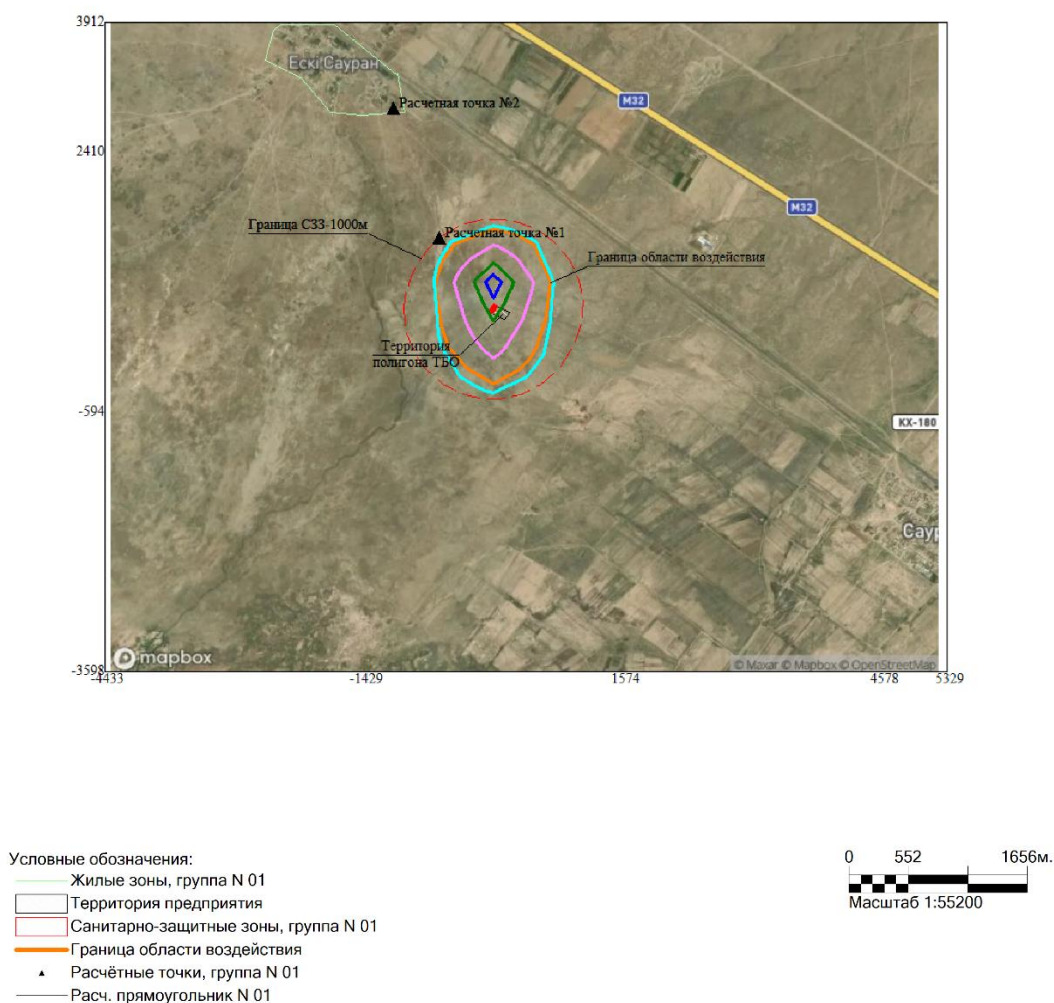 3912
Ескі Сауран
M32
Расчетная точка №2
2410
M32
Граница СЗЗ-1000м
Расчетная точка №1
Граница области воздействия
Территория
полигона ТБО
-594
KX-180
Саур
mapbox
© Maxar © Mapbox © OpenStreetMap
-3598
-4433
-1429
1574
4578
5329
Условные обозначения:
Жилые зоны, группа N 01
Территория предприятия
Санитарно-защитные зоны, группа N 01
Граница области воздействия
Расчётные точки, группа N 01
Расч. прямоугольник N 01
0 552 1656м.
Масштаб 1:55200